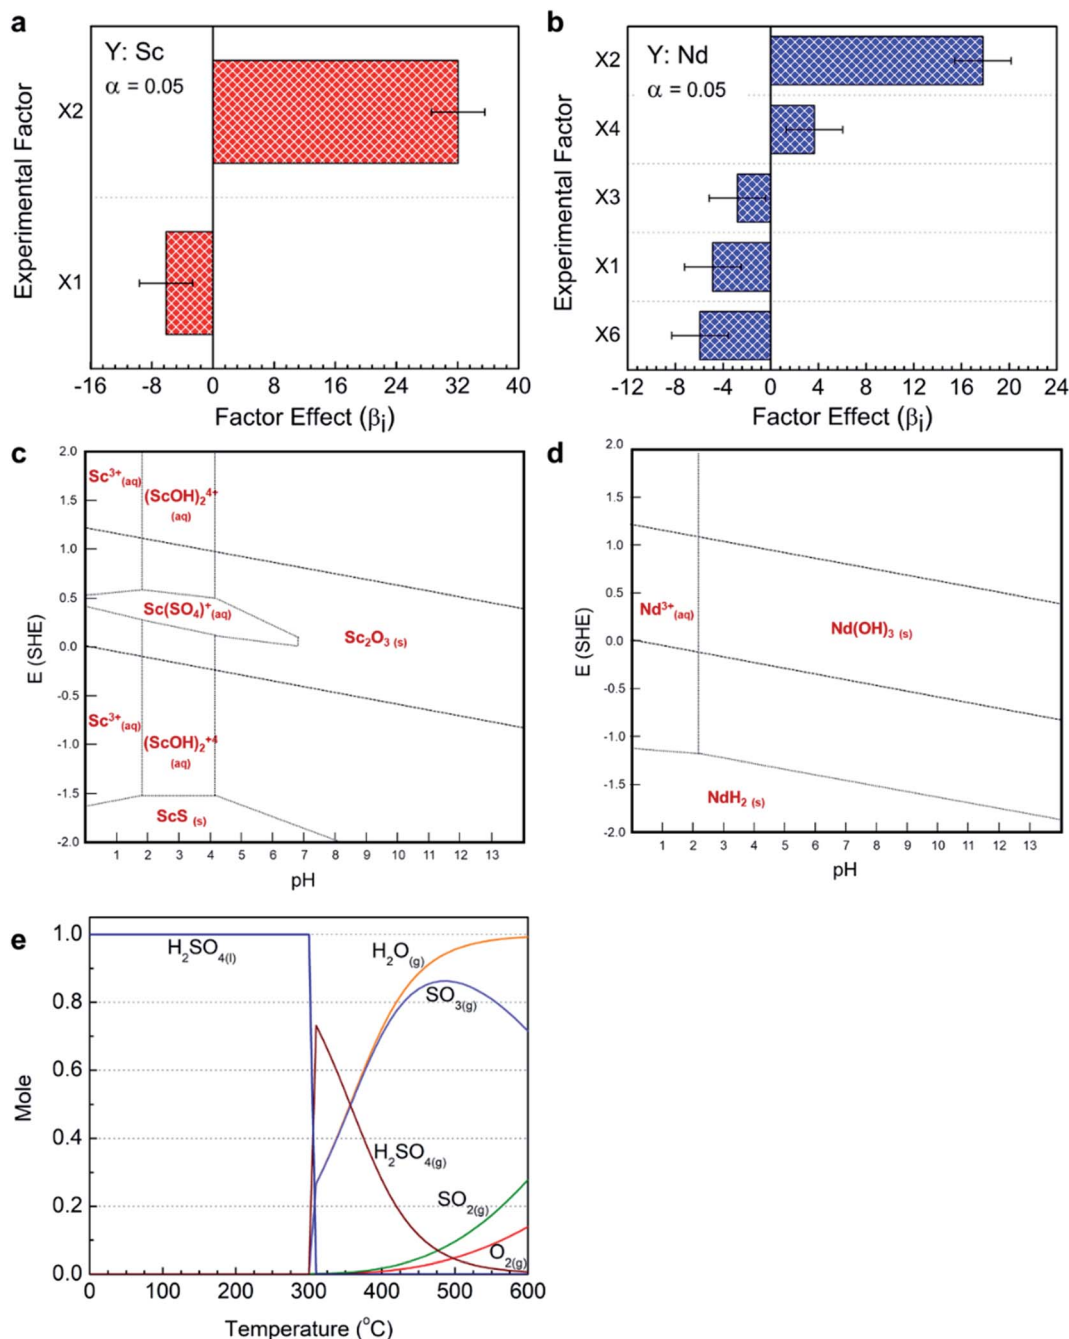 a
Y: Sc
α = 0.05
X2
X1
Experimental Factor
-16 -8 0 8 16 24 32 40
Factor Effect (βi)
b
Y: Nd
α = 0.05
X2
X4
X3
X1
X6
Experimental Factor
-12 -8 -4 0 4 8 12 16 20 24
Factor Effect (βi)
c
2.0
1.5
1.0
0.5
0.0
-0.5
-1.0
-1.5
-2.0
E (SHE)
Sc3+(aq)
(ScOH)24+
(aq)
Sc(SO4)+(aq)
Sc2O3 (s)
Sc3+(aq)
(ScOH)2+4
(aq)
ScS (s)
1 2 3 4 5 6 7 8 9 10 11 12 13
pH
d
2.0
1.5
1.0
0.5
0.0
-0.5
-1.0
-1.5
-2.0
E (SHE)
Nd3+(aq)
Nd(OH)3 (s)
NdH2 (s)
1 2 3 4 5 6 7 8 9 10 11 12 13
pH
e
1.0
0.8
0.6
0.4
0.2
0.0
Mole
H2SO4(l)
H2O(g)
SO3(g)
H2SO4(g)
SO2(g)
O2(g)
0 100 200 300 400 500 600
Temperature (oC)